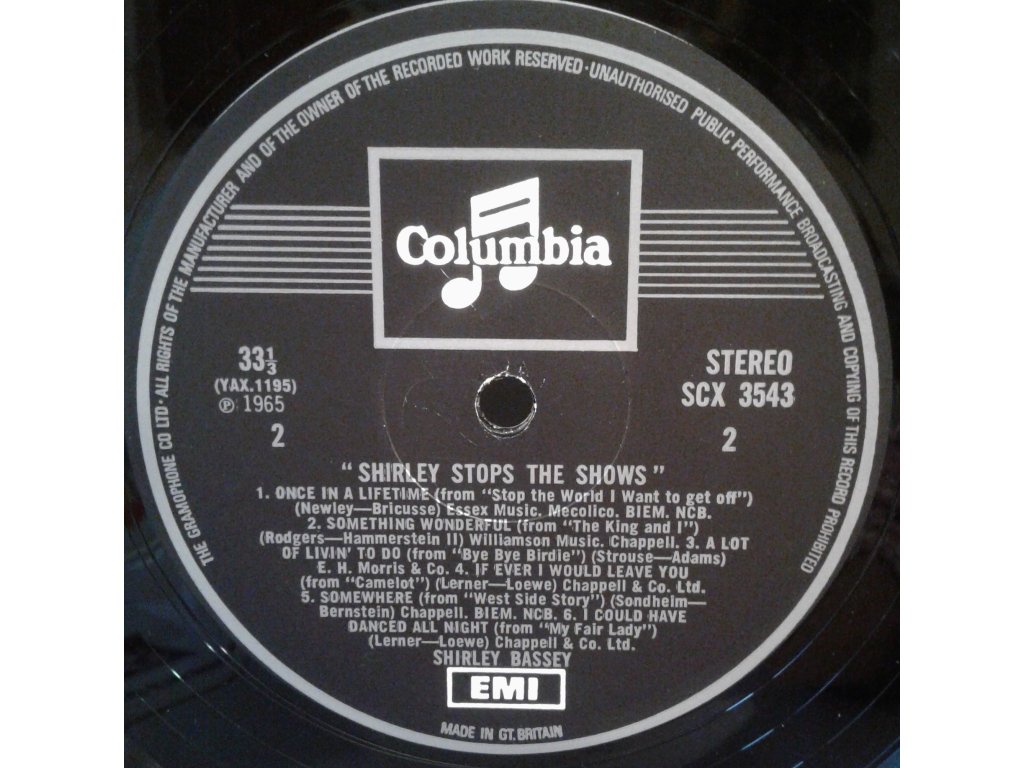 THE GRAMOPHONE CO LTD · ALL RIGHTS OF THE MANUFACTURER AND OF THE OWNER OF THE RECORDED WORK RESERVED · UNAUTHORISED PUBLIC PERFORMANCE BROADCASTING AND COPYING OF THIS RECORD PROHIBITED
Columbia
33⅓
(YAX.1195)
℗ 1965
2
STEREO
SCX 3543
2
"SHIRLEY STOPS THE SHOWS"
1. ONCE IN A LIFETIME (from "Stop the World I Want to get off")
(Newley—Bricusse) Essex Music. Mecolico. BIEM. NCB.
2. SOMETHING WONDERFUL (from "The King and I")
(Rodgers—Hammerstein II) Williamson Music. Chappell. 3. A LOT
OF LIVIN' TO DO (from "Bye Bye Birdie") (Strouse—Adams)
E. H. Morris & Co. 4. IF EVER I WOULD LEAVE YOU
(from "Camelot") (Lerner—Loewe) Chappell & Co. Ltd.
5. SOMEWHERE (from "West Side Story") (Sondheim—
Bernstein) Chappell. BIEM. NCB. 6. I COULD HAVE
DANCED ALL NIGHT (from "My Fair Lady")
(Lerner—Loewe) Chappell & Co. Ltd.
SHIRLEY BASSEY
EMI
MADE IN GT. BRITAIN